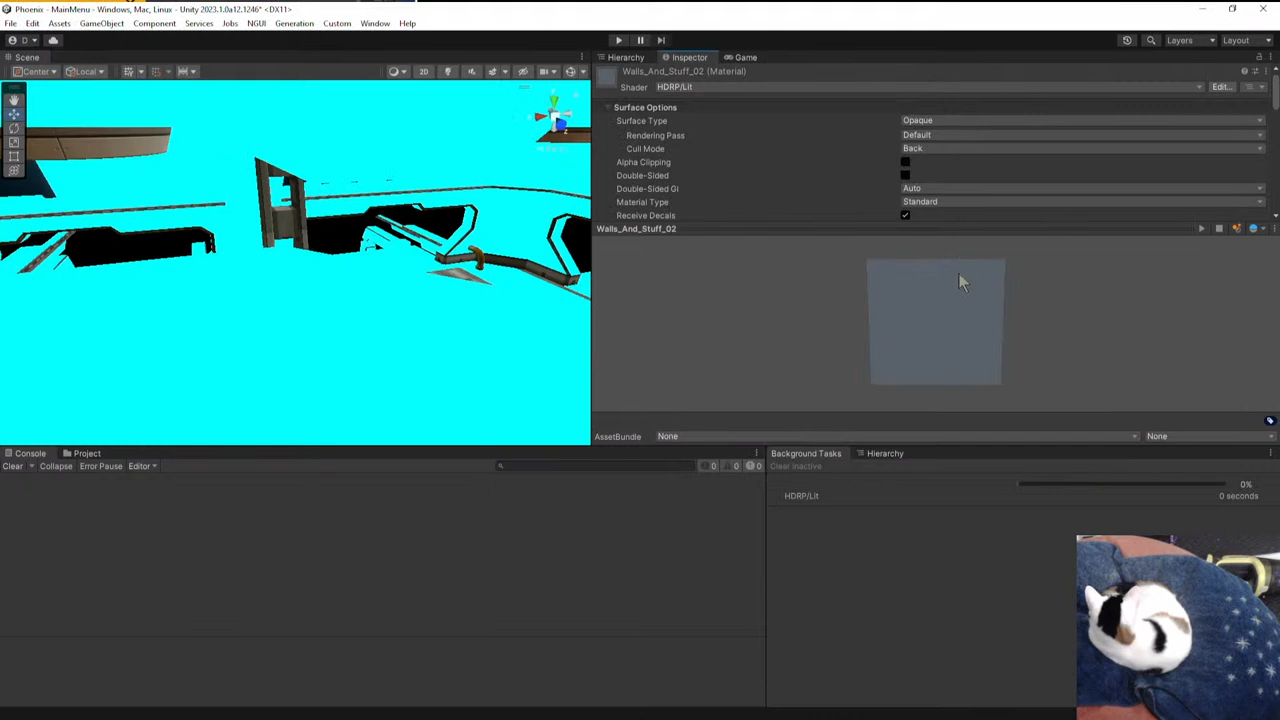 Phoenix - MainMenu - Windows, Mac, Linux - Unity 2023.1.0a12.1246* <DX11>
File Edit Assets GameObject Component Services Jobs NGUI Generation Custom Window Help
D Layers Layout
Scene Hierarchy Inspector Game
Center Local 2D
Walls_And_Stuff_02 (Material)
Shader HDRP/Lit Edit...
Surface Options
Surface Type Opaque
Rendering Pass Default
Cull Mode Back
Alpha Clipping
Double-Sided
Double-Sided GI Auto
Material Type Standard
Receive Decals
Walls_And_Stuff_02
AssetBundle None None
Console Project Background Tasks Hierarchy
Clear Collapse Error Pause Editor 0 0 0 Clear inactive
0%
HDRP/Lit 0 seconds